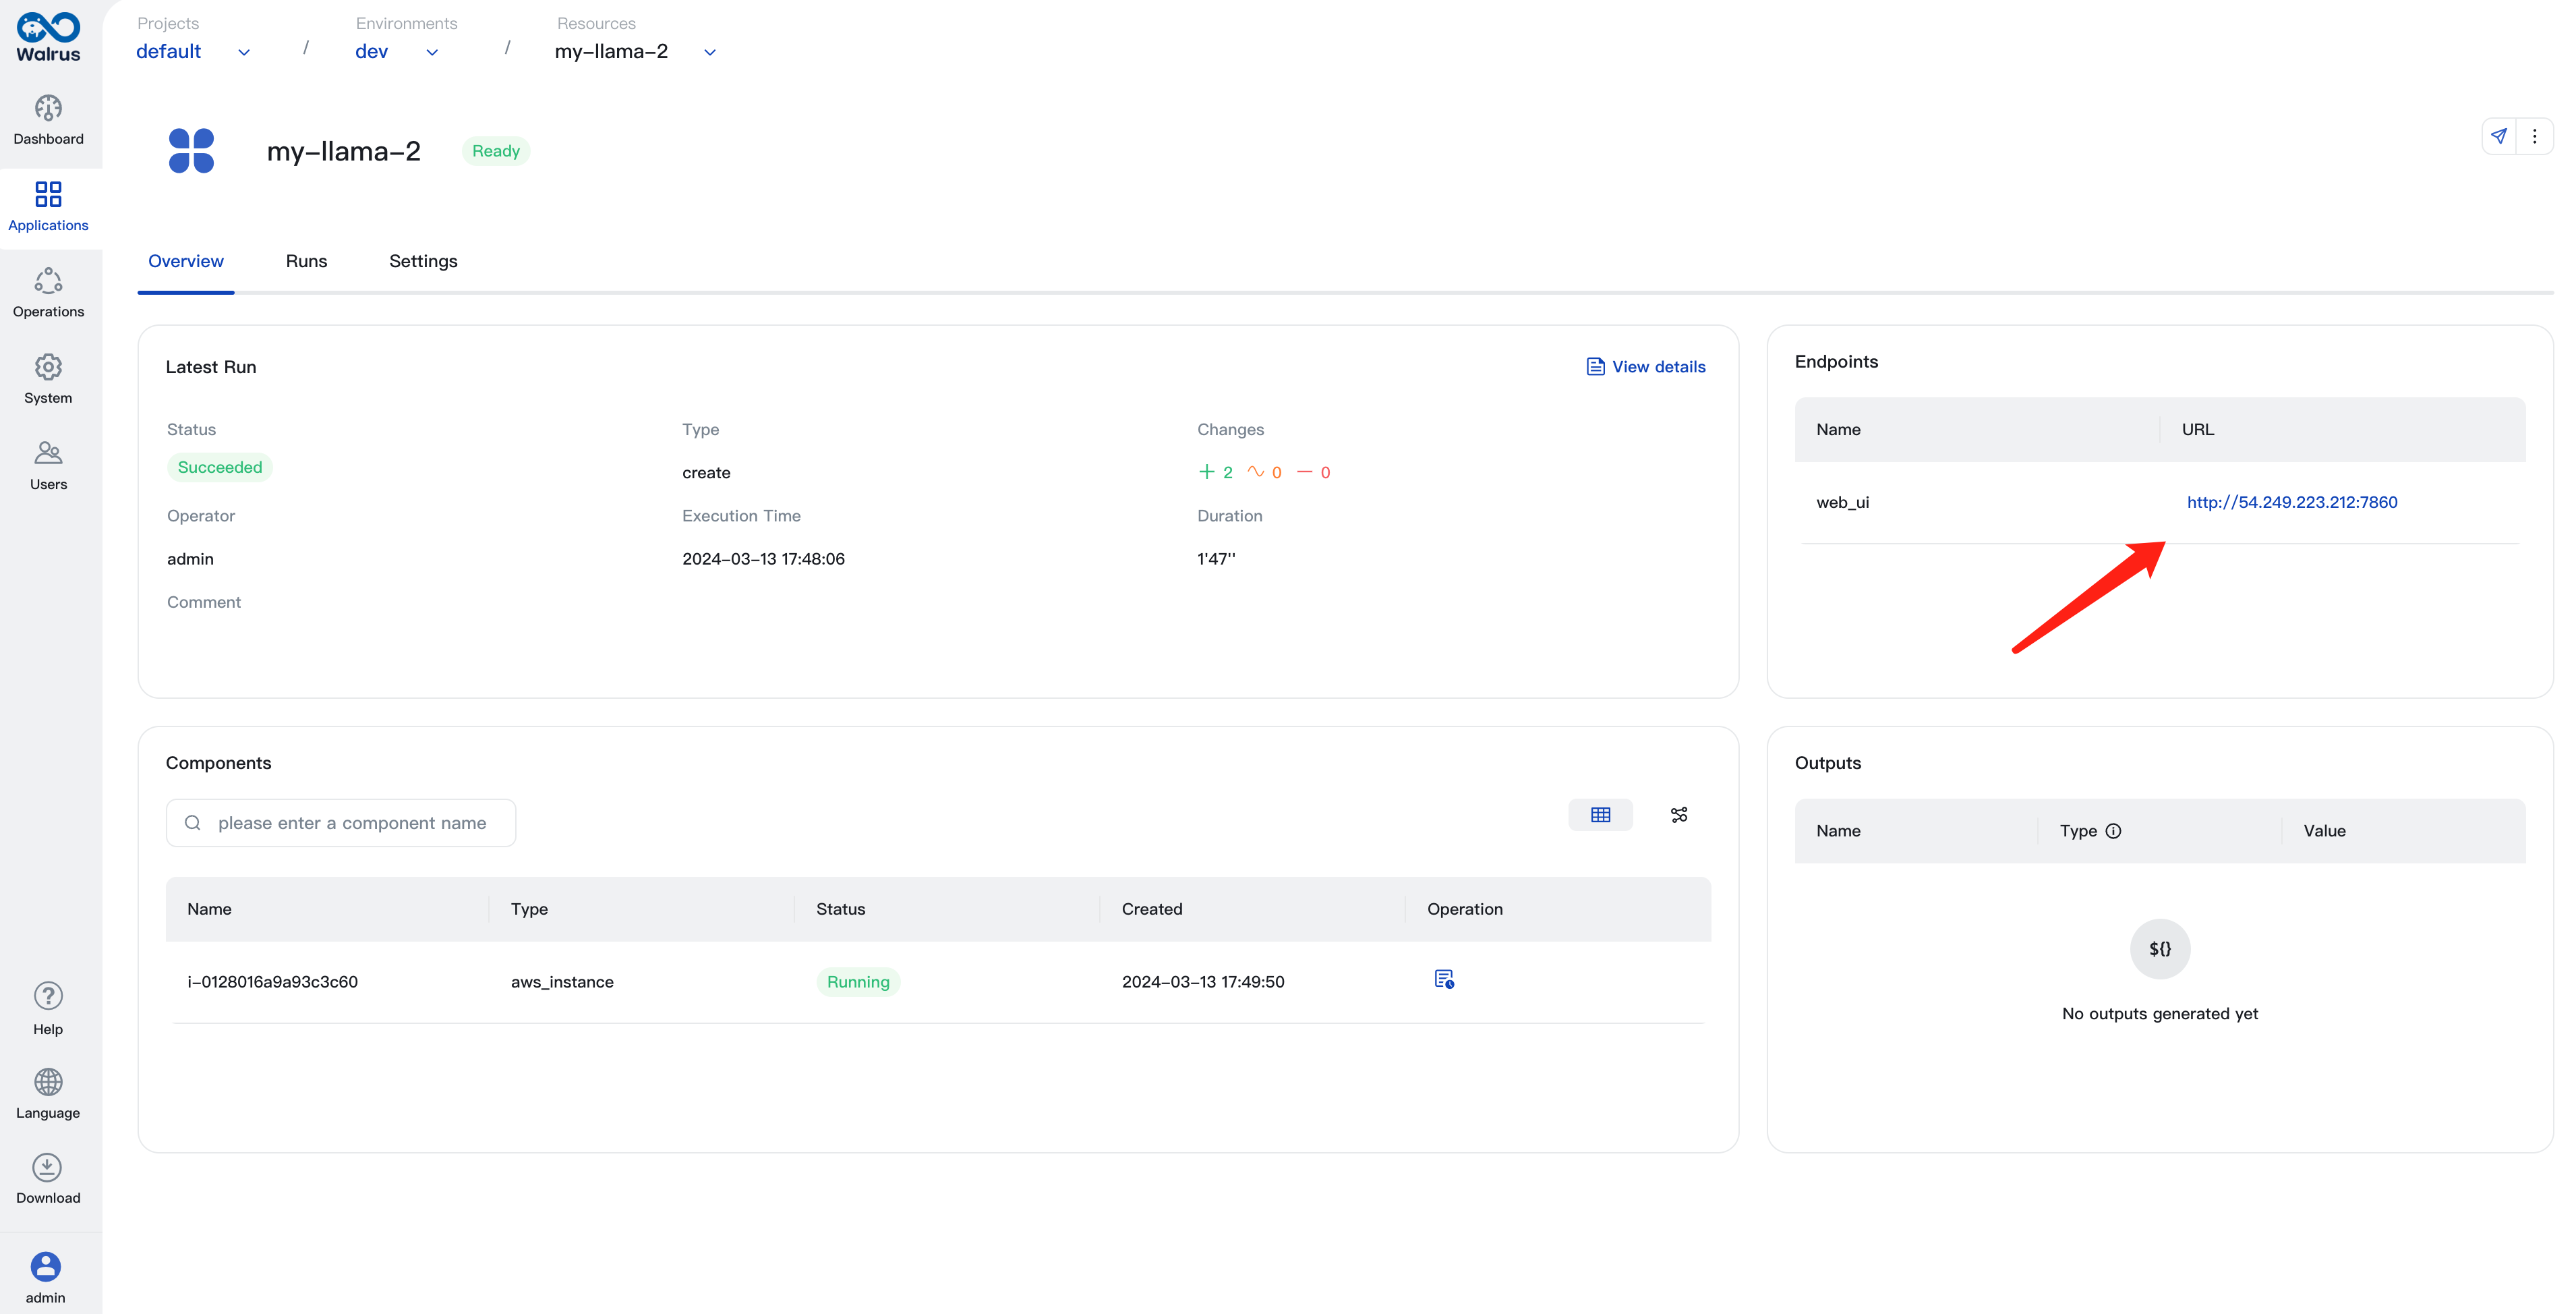 Walrus
Dashboard
Applications
Operations
System
Users
Help
Language
Download
admin
Projects
default
/
Environments
dev
/
Resources
my-llama-2
my-llama-2
Ready
Overview
Runs
Settings
Latest Run
View details
Status
Type
Changes
Succeeded
create
+ 2 ~ 0 — 0
Operator
Execution Time
Duration
admin
2024-03-13 17:48:06
1'47''
Comment
Endpoints
Name
URL
web_ui
http://54.249.223.212:7860
Components
please enter a component name
Name
Type
Status
Created
Operation
i-0128016a9a93c3c60
aws_instance
Running
2024-03-13 17:49:50
Outputs
Name
Type
Value
${}
No outputs generated yet